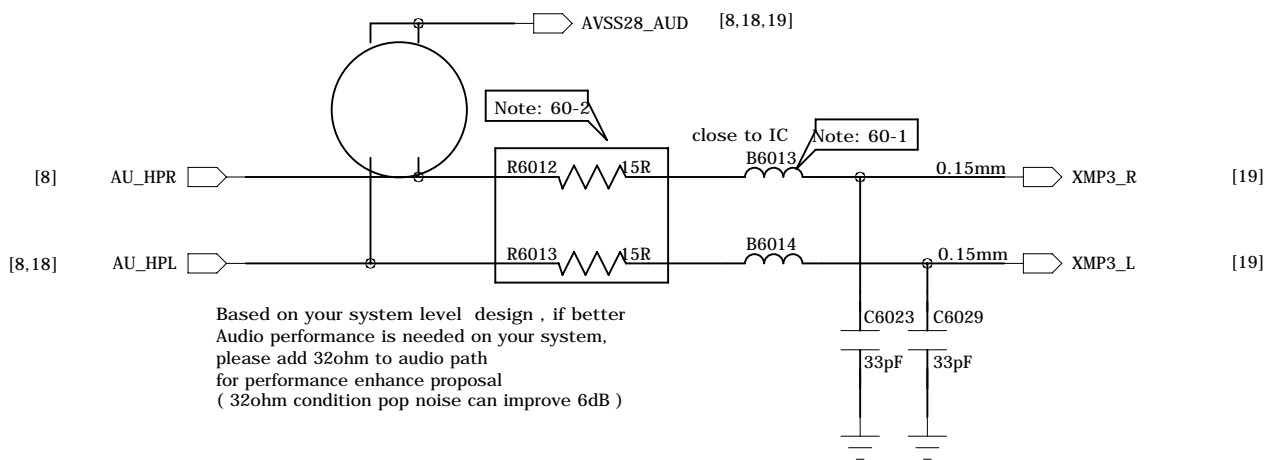 AVSS28_AUD [8,18,19]
Note: 60-2
close to IC Note: 60-1
[8] AU_HPR R6012 15R B6013 0.15mm XMP3_R [19]
[8,18] AU_HPL R6013 15R B6014 0.15mm XMP3_L [19]
Based on your system level design , if better
Audio performance is needed on your system,
please add 32ohm to audio path
for performance enhance proposal
( 32ohm condition pop noise can improve 6dB )
C6023 C6029
33pF 33pF